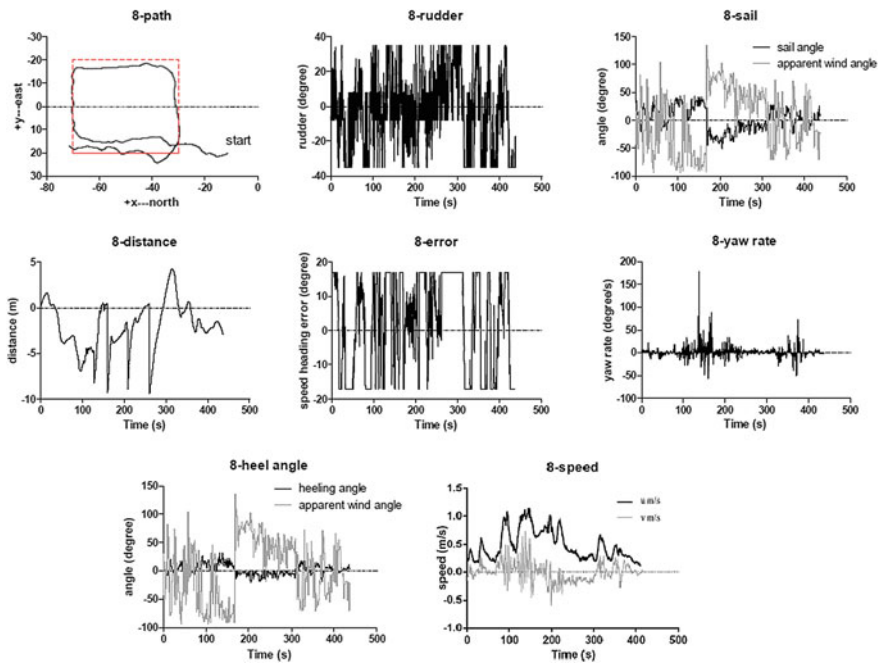 8-path
-30
-20
-10
0
10
20
30
-80 -60 -40 -20 0
+y---east
+x---north
start
8-rudder
40
20
0
-20
-40
0 100 200 300 400 500
rudder (degree)
Time (s)
8-sail
sail angle
apparent wind angle
150
100
50
0
-50
-100
0 100 200 300 400 500
angle (degree)
Time (s)
8-distance
5
0
-5
-10
0 100 200 300 400 500
distance (m)
Time (s)
8-error
20
10
0
-10
-20
0 100 200 300 400 500
speed heading error (degree)
Time (s)
8-yaw rate
200
150
100
50
0
-50
-100
0 100 200 300 400 500
yaw rate (degree/s)
Time (s)
8-heel angle
heeling angle
apparent wind angle
150
100
50
0
-50
-100
0 100 200 300 400 500
angle (degree)
Time (s)
8-speed
u m/s
v m/s
1.5
1.0
0.5
0.0
-0.5
-1.0
0 100 200 300 400 500
speed (m/s)
Time (s)